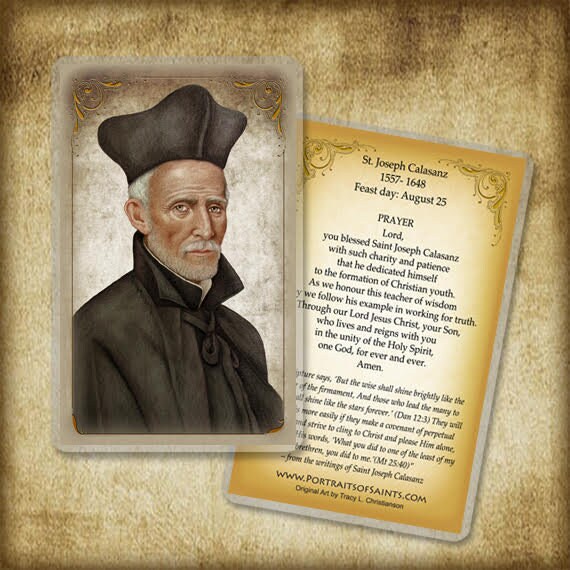 St. Joseph Calasanz
1557- 1648
Feast day: August 25
PRAYER
Lord,
you blessed Saint Joseph Calasanz
with such charity and patience
that he dedicated himself
to the formation of Christian youth.
As we honour this teacher of wisdom
we follow his example in working for truth.
Through our Lord Jesus Christ, your Son,
who lives and reigns with you
in the unity of the Holy Spirit,
one God, for ever and ever.
Amen.
says, 'But the wise shall shine brightly like the
of the firmament, And those who lead the many to
shall shine like the stars forever.' (Dan 12:3) They will
more easily if they make a covenant of perpetual
and strive to cling to Christ and please Him alone,
His words, 'What you did to one of the least of my
brethren, you did to me.'(Mt 25:40)"
~ from the writings of Saint Joseph Calasanz
www.PortraitsofSaints.com
Original Art by Tracy L. Christianson